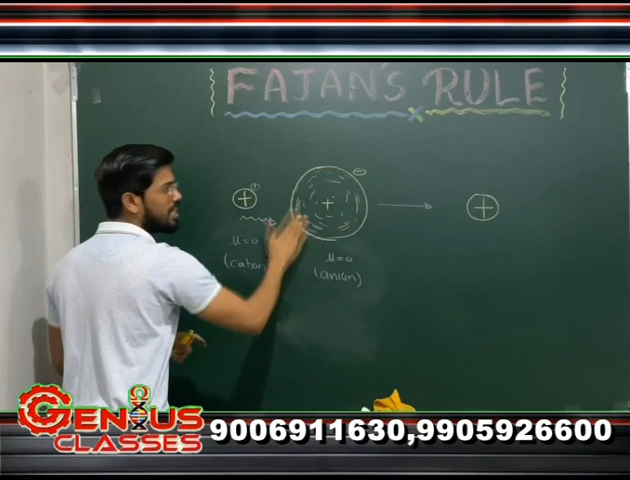 FAJAN'S RULE
+ ⊕ + ⊖ +
μ=0 μ=0
(cation) (anion)
GENIUS
CLASSES
9006911630,9905926600